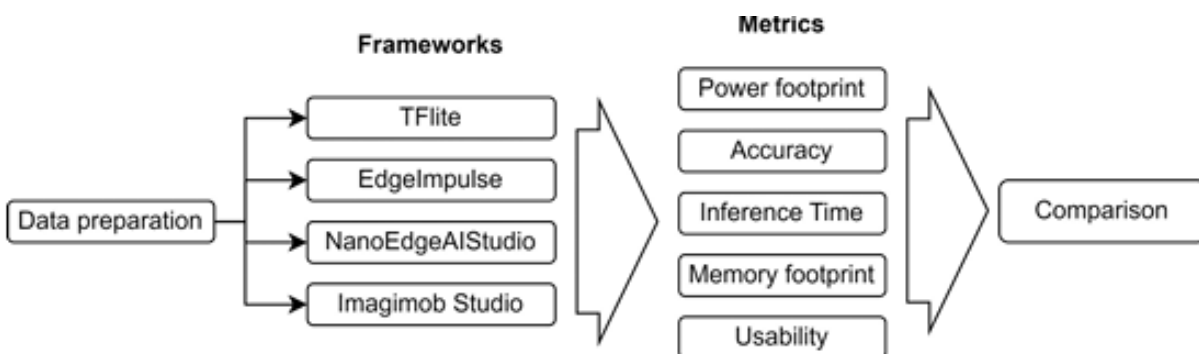 Frameworks
Metrics
Data preparation
TFlite
EdgeImpulse
NanoEdgeAIStudio
Imagimob Studio
Power footprint
Accuracy
Inference Time
Memory footprint
Usability
Comparison